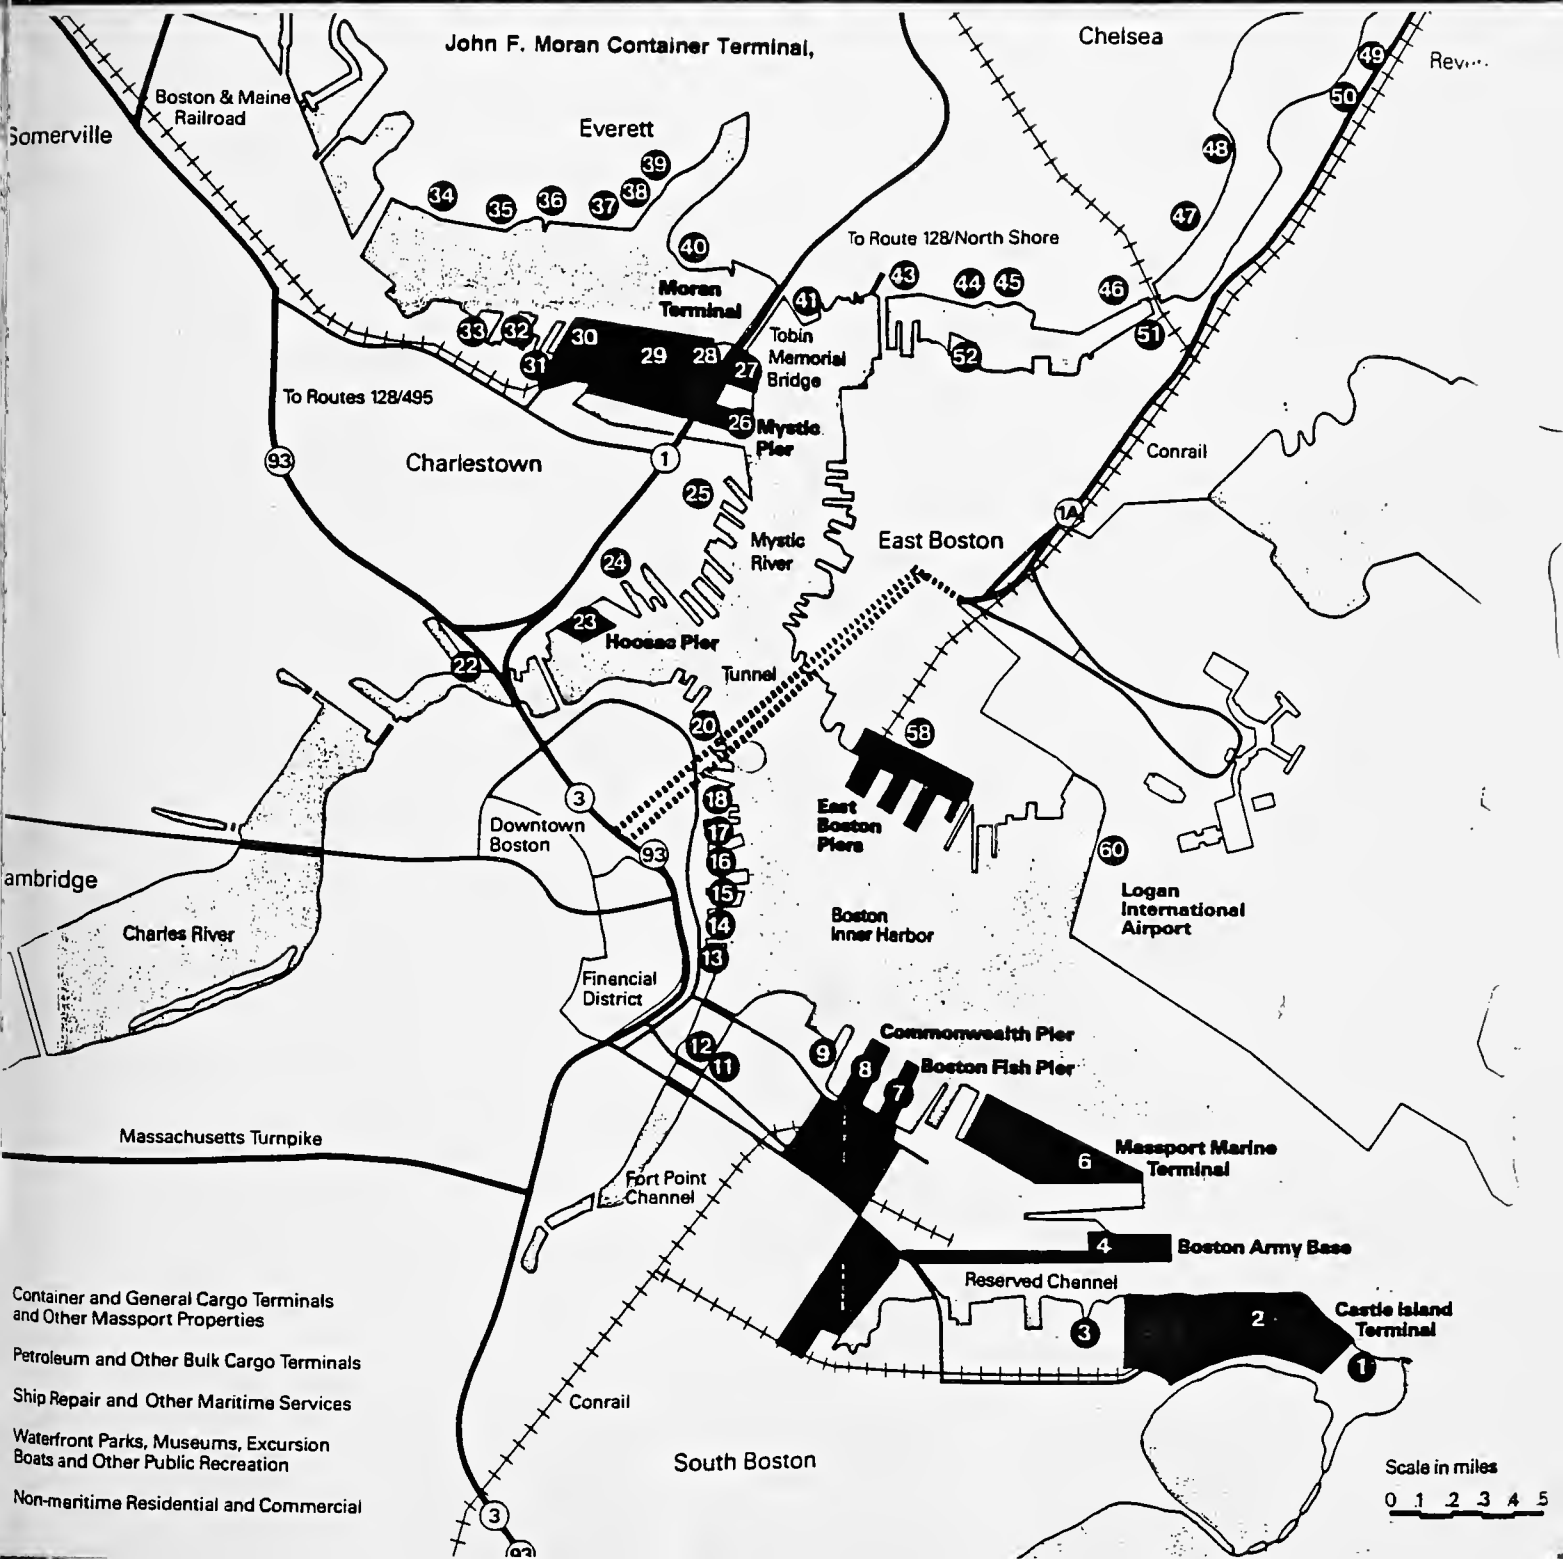 John F. Moran Container Terminal,
Chelsea
49
50
Boston & Maine
Railroad
Somerville
Everett
48
39
34
35
36
37
38
47
40
To Route 128/North Shore
43
44
45
46
Moran
Terminal
41
33
32
30
31
29
28
27
Tobin
Memorial
Bridge
52
51
To Routes 128/495
26
Mystic
Pier
93
Charlestown
1
Conrail
25
1A
Mystic
River
East Boston
24
23
Hoosac Pier
22
Tunnel
20
58
3
18
Downtown
Boston
East
Boston
Piers
17
93
16
60
ambridge
15
Logan
International
Airport
14
Boston
Inner Harbor
Charles River
13
Financial
District
Commonwealth Pier
12
11
9
8
Boston Fish Pier
7
Massachusetts Turnpike
6
Massport Marine
Terminal
Fort Point
Channel
4
Boston Army Base
Reserved Channel
3
2
Castle Island
Terminal
1
Container and General Cargo Terminals
and Other Massport Properties
Petroleum and Other Bulk Cargo Terminals
Ship Repair and Other Maritime Services
Waterfront Parks, Museums, Excursion
Boats and Other Public Recreation
Non-maritime Residential and Commercial
Conrail
South Boston
Scale in miles
0 .1 .2 .3 .4 .5
3
93